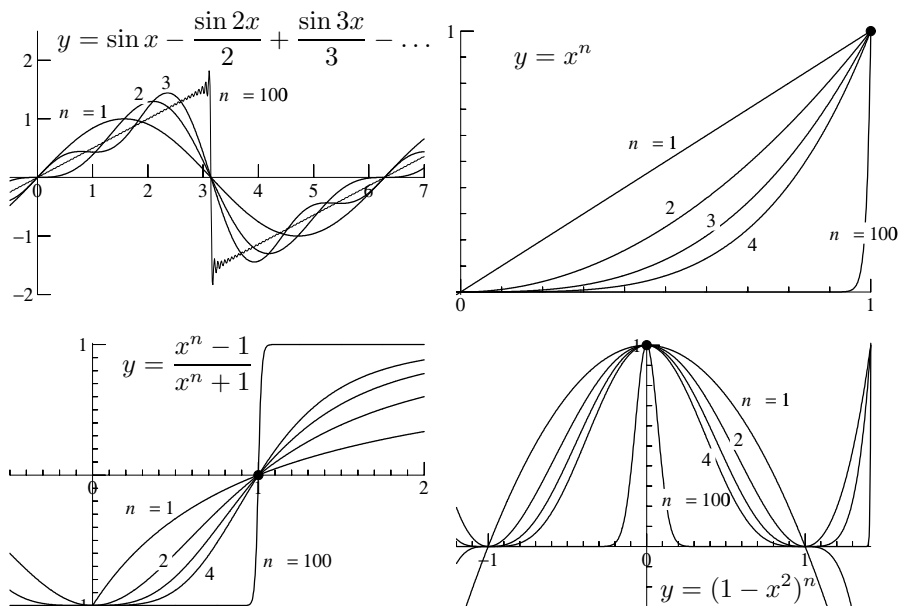 y = sin x − sin 2x / 2 + sin 3x / 3 − ...
2
1
−1
−2
0
1
2
3
4
5
6
7
n = 1
2
3
n = 100
y = x^n
1
0
1
n = 1
2
3
4
n = 100
y = (x^n − 1) / (x^n + 1)
1
−1
0
1
2
n = 1
2
4
n = 100
1
−1
0
1
n = 1
2
4
n = 100
y = (1 − x^2)^n